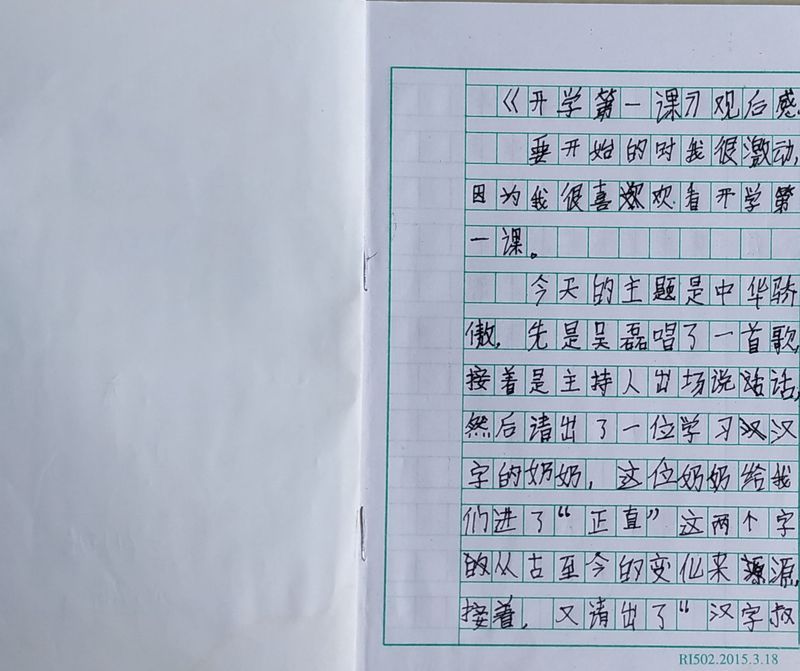 《开学第一课》观后感
要开始的时我很激动，
因为我很喜欢看开学第
一课。
今天的主题是中华骄
傲，先是吴磊唱了一首歌，
接着是主持人出场说话，
然后请出了一位学习汉
字的奶奶，这位奶奶给我
们进了“正直”这两个字
的从古至今的变化来源，
接着，又请出了“汉字叔
RI502.2015.3.18